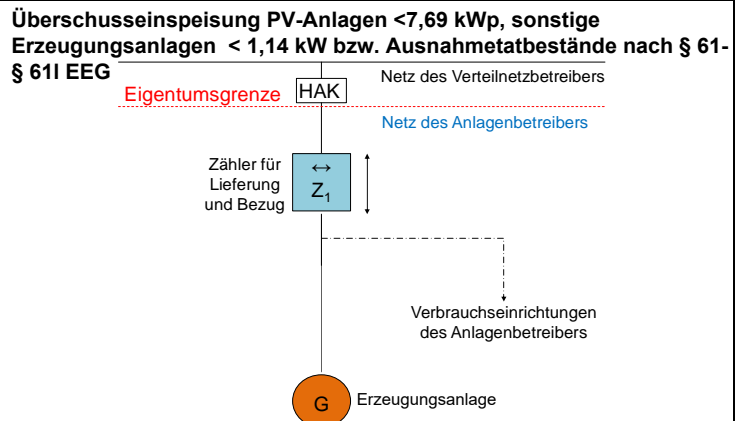 Überschusseinspeisung PV-Anlagen <7,69 kWp, sonstige
Erzeugungsanlagen < 1,14 kW bzw. Ausnahmetatbestände nach § 61-
§ 61l EEG
Netz des Verteilnetzbetreibers
Eigentumsgrenze
HAK
Netz des Anlagenbetreibers
Zähler für
Lieferung
und Bezug
↔
Z1
Verbrauchseinrichtungen
des Anlagenbetreibers
G
Erzeugungsanlage